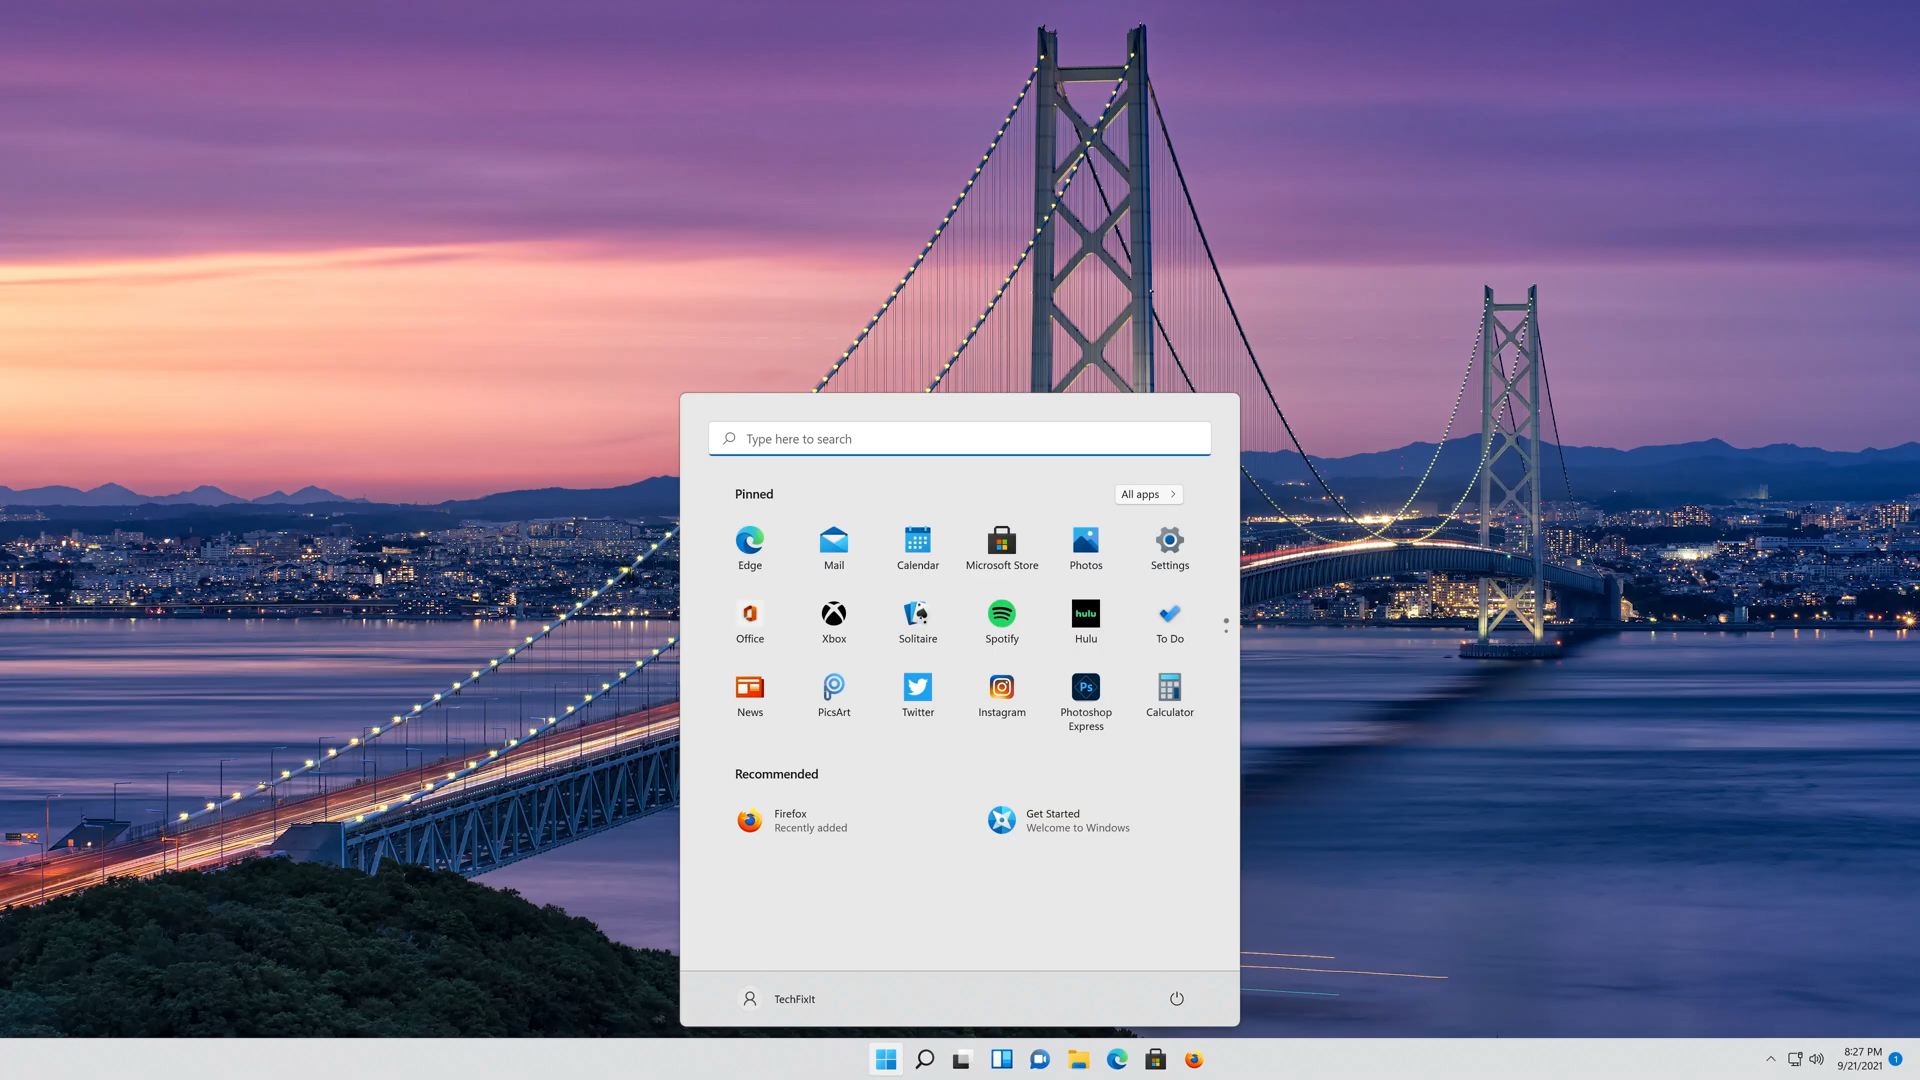 Type here to search
Pinned
All apps
Edge
Mail
Calendar
Microsoft Store
Photos
Settings
Office
Xbox
Solitaire
Spotify
hulu
Hulu
To Do
News
PicsArt
Twitter
Instagram
Ps
Photoshop
Express
Calculator
Recommended
Firefox
Recently added
Get Started
Welcome to Windows
TechFixIt
8:27 PM
9/21/2021
1